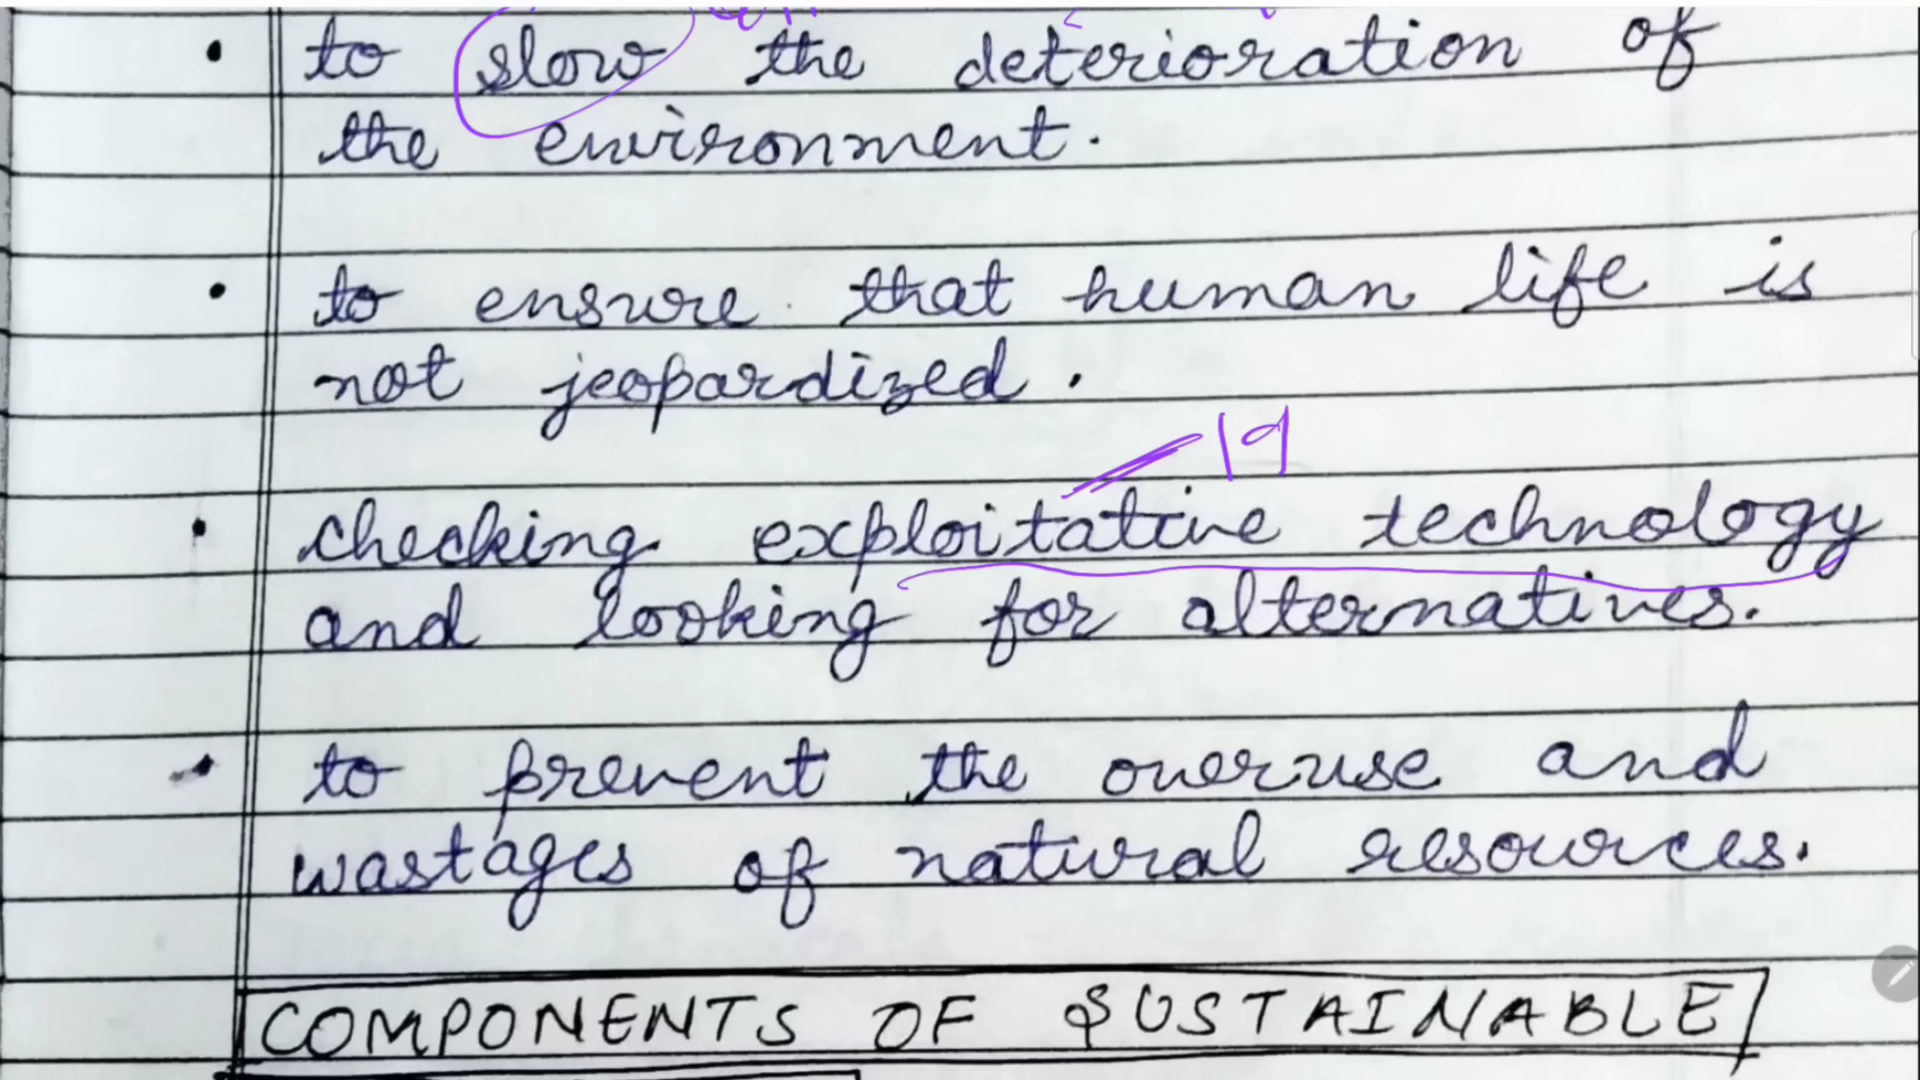 • to slow the deterioration of
the environment.
• to ensure that human life is
not jeopardized.
• checking exploitative technology
and looking for alternatives.
• to prevent the overuse and
wastages of natural resources.
COMPONENTS OF SUSTAINABLE